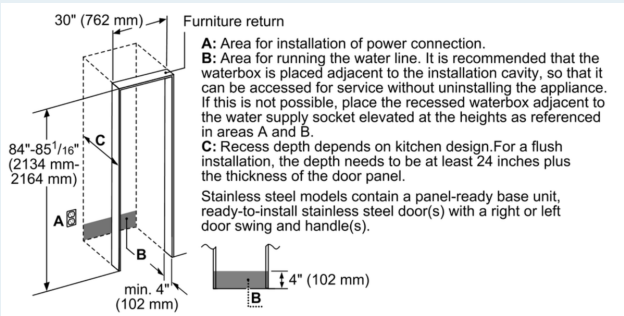 30" (762 mm)
Furniture return
A: Area for installation of power connection.
B: Area for running the water line. It is recommended that the
waterbox is placed adjacent to the installation cavity, so that it
can be accessed for service without uninstalling the appliance.
If this is not possible, place the recessed waterbox adjacent to
the water supply socket elevated at the heights as referenced
in areas A and B.
C: Recess depth depends on kitchen design.For a flush
installation, the depth needs to be at least 24 inches plus
the thickness of the door panel.
Stainless steel models contain a panel-ready base unit,
ready-to-install stainless steel door(s) with a right or left
door swing and handle(s).
C
84"-85¹/16"
(2134 mm-
2164 mm)
A
B
min. 4"
(102 mm)
4" (102 mm)
B